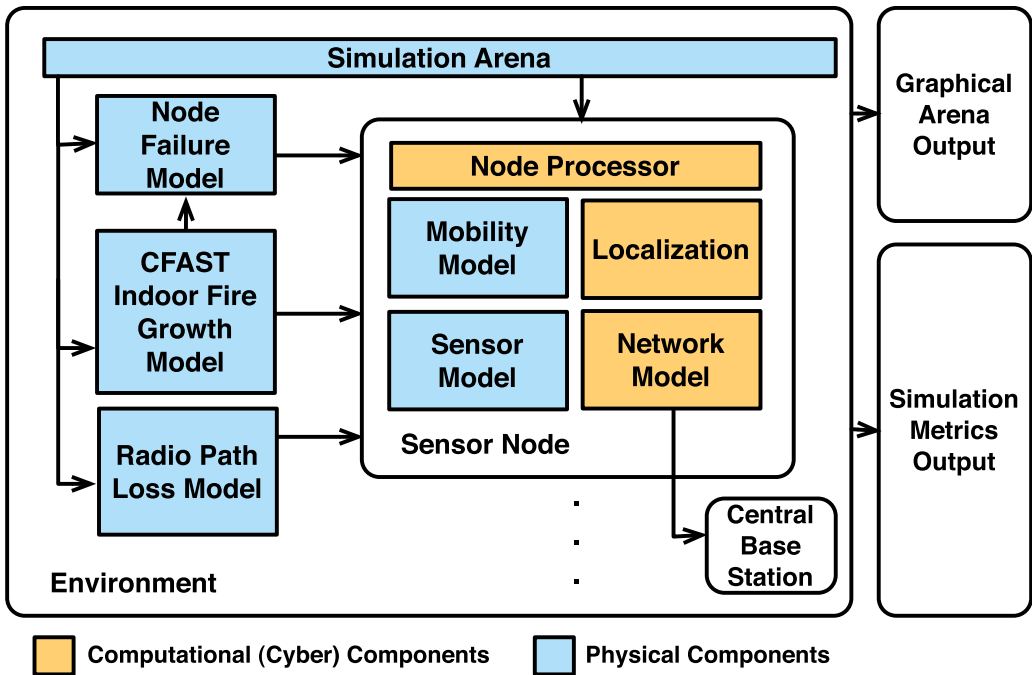 Simulation Arena
Node
Failure
Model
CFAST
Indoor Fire
Growth
Model
Radio Path
Loss Model
Node Processor
Mobility
Model
Localization
Sensor
Model
Network
Model
Sensor Node
Central
Base
Station
Environment
Graphical
Arena
Output
Simulation
Metrics
Output
Computational (Cyber) Components
Physical Components